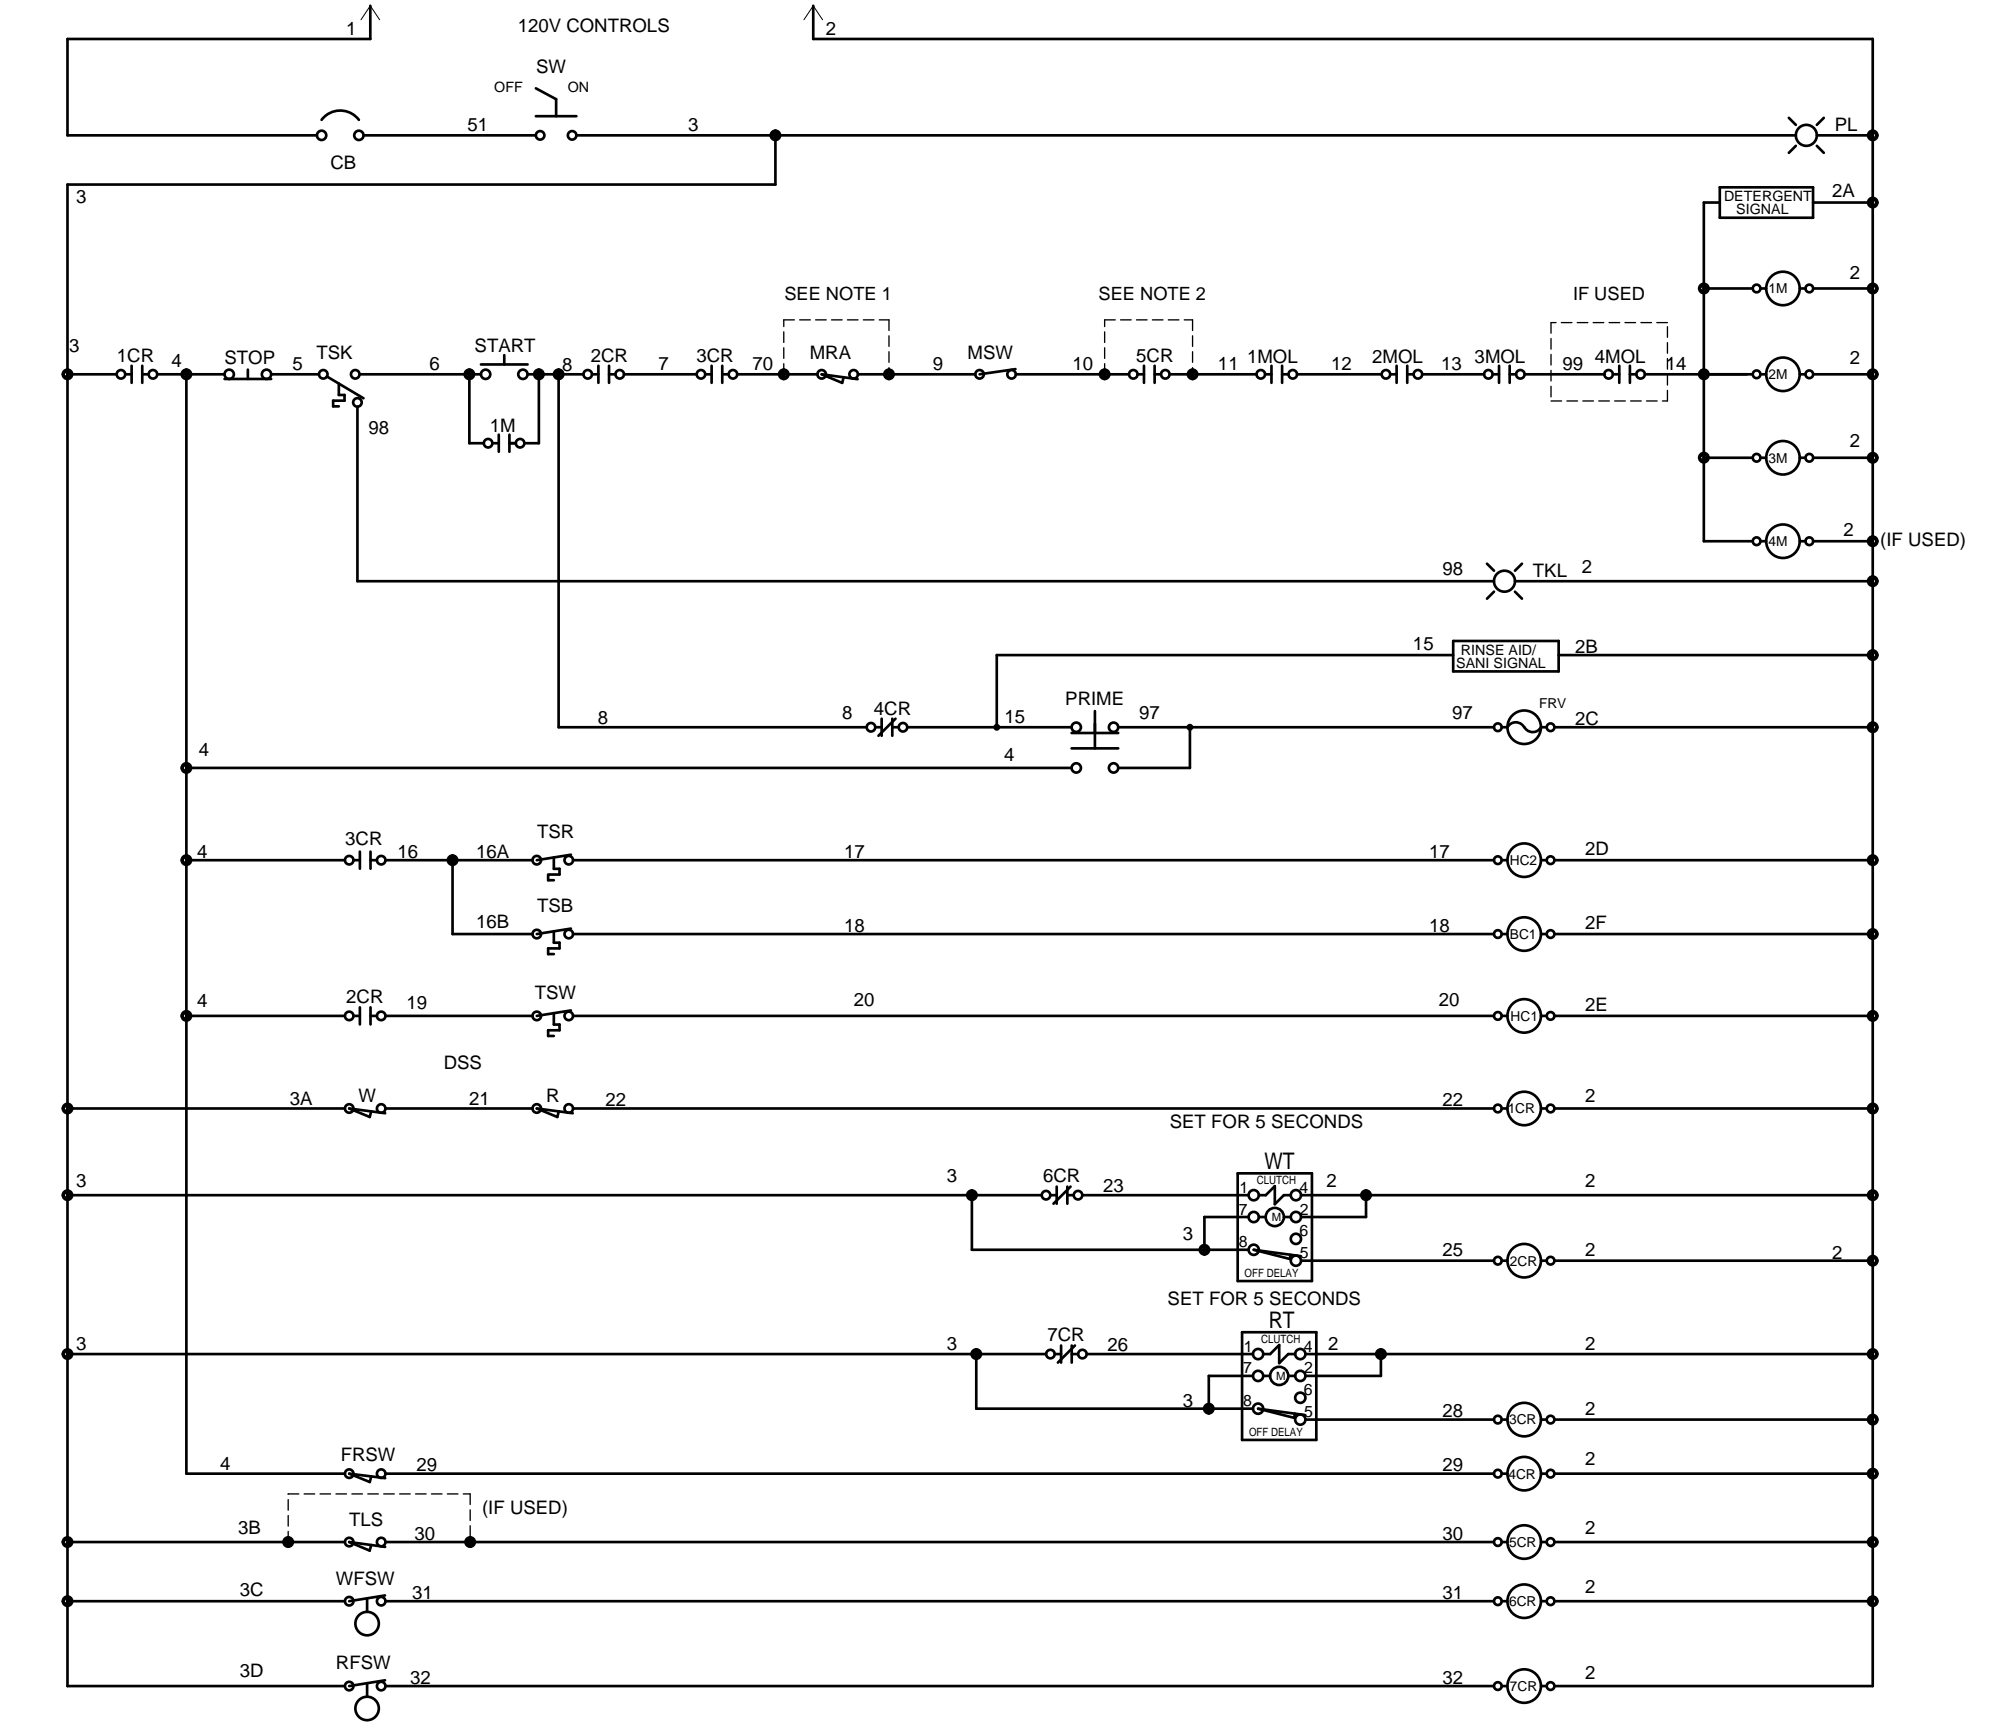 1 120V CONTROLS 2
SW
OFF ON
51 3 PL
CB
3
DETERGENT 2A
SIGNAL
2
1M
SEE NOTE 1 SEE NOTE 2 IF USED
3 1CR 4 STOP 5 TSK 6 START 8 2CR 7 3CR 70 MRA 9 MSW 10 5CR 11 1MOL 12 2MOL 13 3MOL 99 4MOL 14 2M 2
98 1M
3M 2
4M 2 (IF USED)
98 TKL 2
15 RINSE AID/ 2B
SANI SIGNAL
8 8 4CR 15 PRIME 97 97 FRV 2C
4 4
4 3CR 16 16A TSR 17 17 HC2 2D
16B TSB 18 18 BC1 2F
4 2CR 19 TSW 20 20 HC1 2E
DSS
3A W 21 R 22 22 1CR 2
SET FOR 5 SECONDS
WT
3 3 6CR 23 1 CLUTCH 4 2 2
7 M 2
6
3 8 5 25 2CR 2 2
OFF DELAY
SET FOR 5 SECONDS
RT
3 3 7CR 26 1 CLUTCH 4 2 2
7 M 2
6
3 8 5 28 3CR 2
OFF DELAY
4 FRSW 29 29 4CR 2
(IF USED)
3B TLS 30 30 5CR 2
3C WFSW 31 31 6CR 2
3D RFSW 32 32 7CR 2